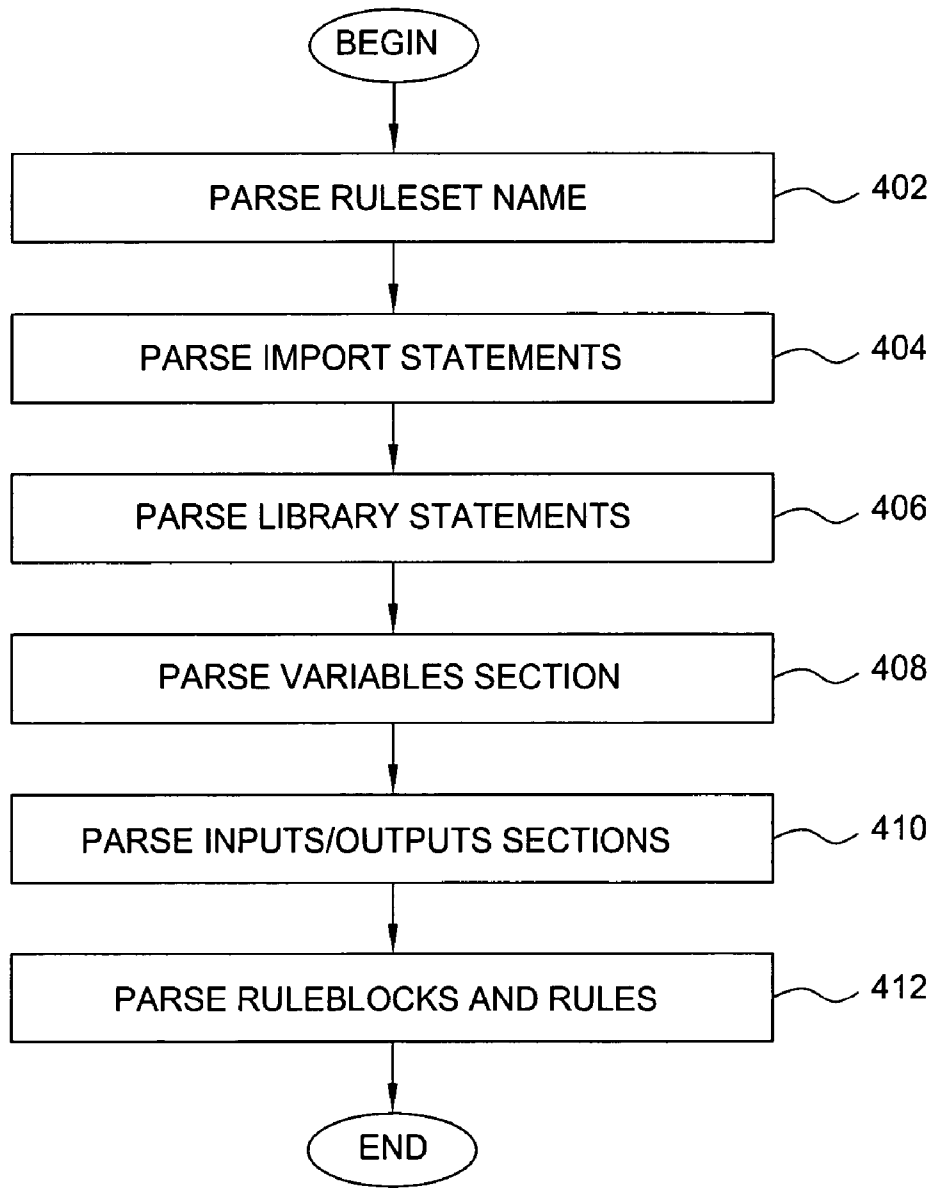 BEGIN
PARSE RULESET NAME
402
PARSE IMPORT STATEMENTS
404
PARSE LIBRARY STATEMENTS
406
PARSE VARIABLES SECTION
408
PARSE INPUTS/OUTPUTS SECTIONS
410
PARSE RULEBLOCKS AND RULES
412
END